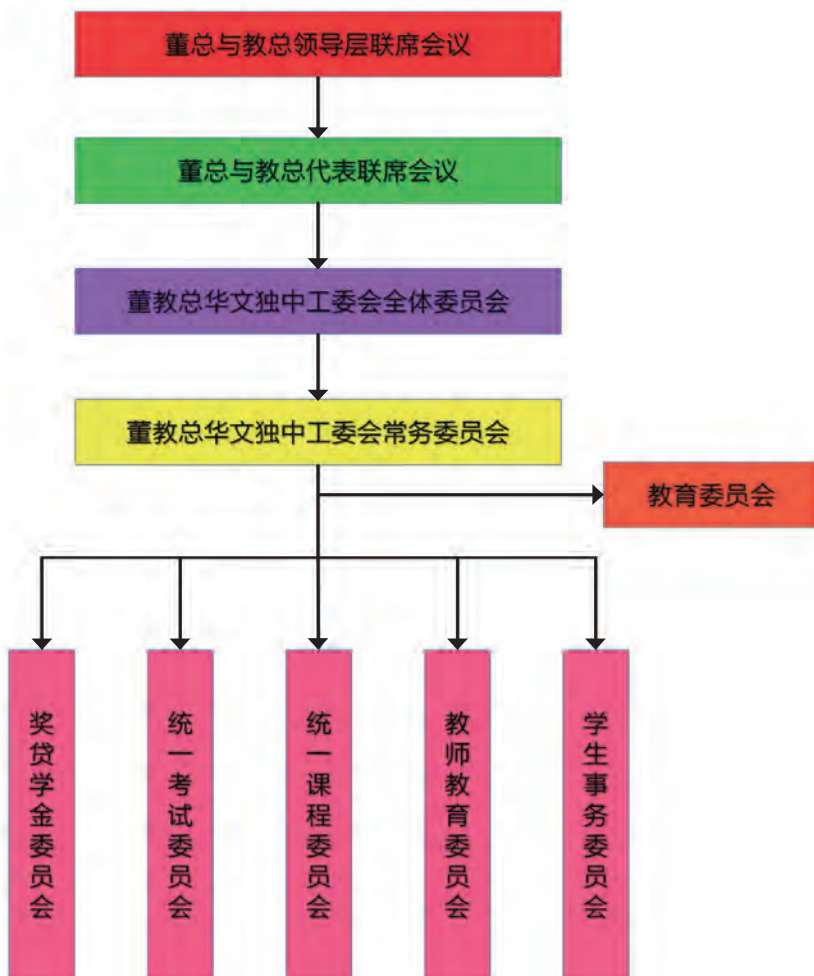 董总与教总领导层联席会议
董总与教总代表联席会议
董教总华文独中工委会全体委员会
董教总华文独中工委会常务委员会
教育委员会
奖贷学金委员会
统一考试委员会
统一课程委员会
教师教育委员会
学生事务委员会